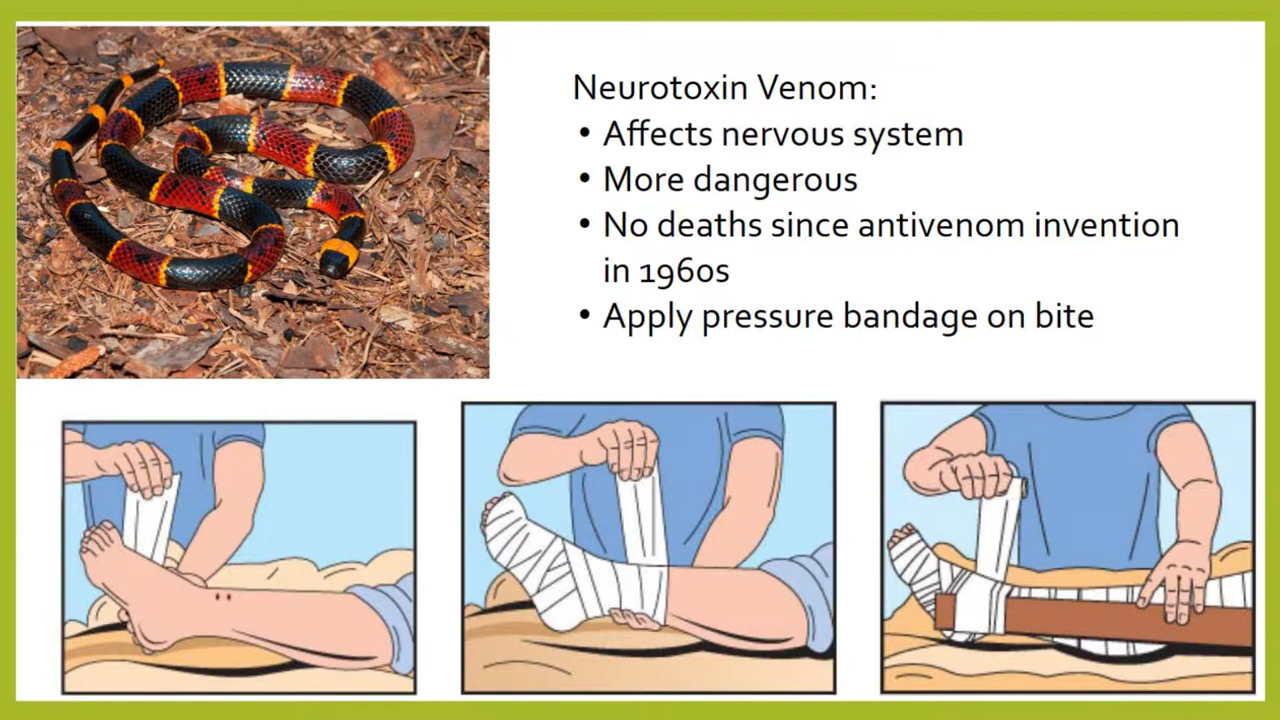 Neurotoxin Venom:
• Affects nervous system
• More dangerous
• No deaths since antivenom invention
in 1960s
• Apply pressure bandage on bite